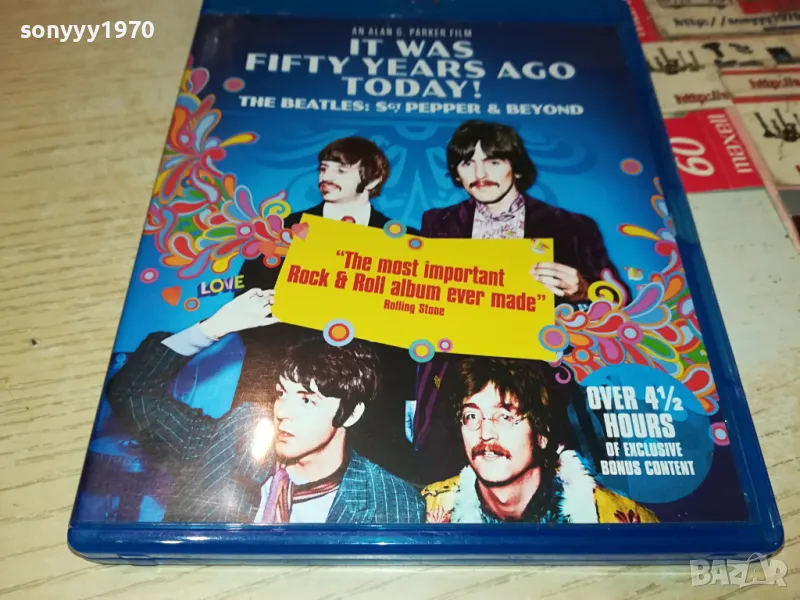 sonyyy1970
AN ALAN G. PARKER FILM
IT WAS
FIFTY YEARS AGO
TODAY!
THE BEATLES: SGT PEPPER & BEYOND
60
maxell
"The most important
Rock & Roll album ever made"
Rolling Stone
LOVE
OVER 4½
HOURS
OF EXCLUSIVE
BONUS CONTENT
BAZAR